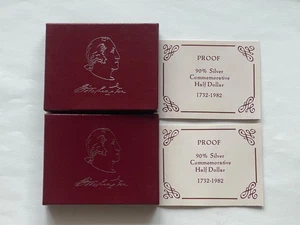 PROOF
90% Silver
Commemorative
Half Dollar
1732-1982
PROOF
90% Silver
Commemorative
Half Dollar
1732-1982